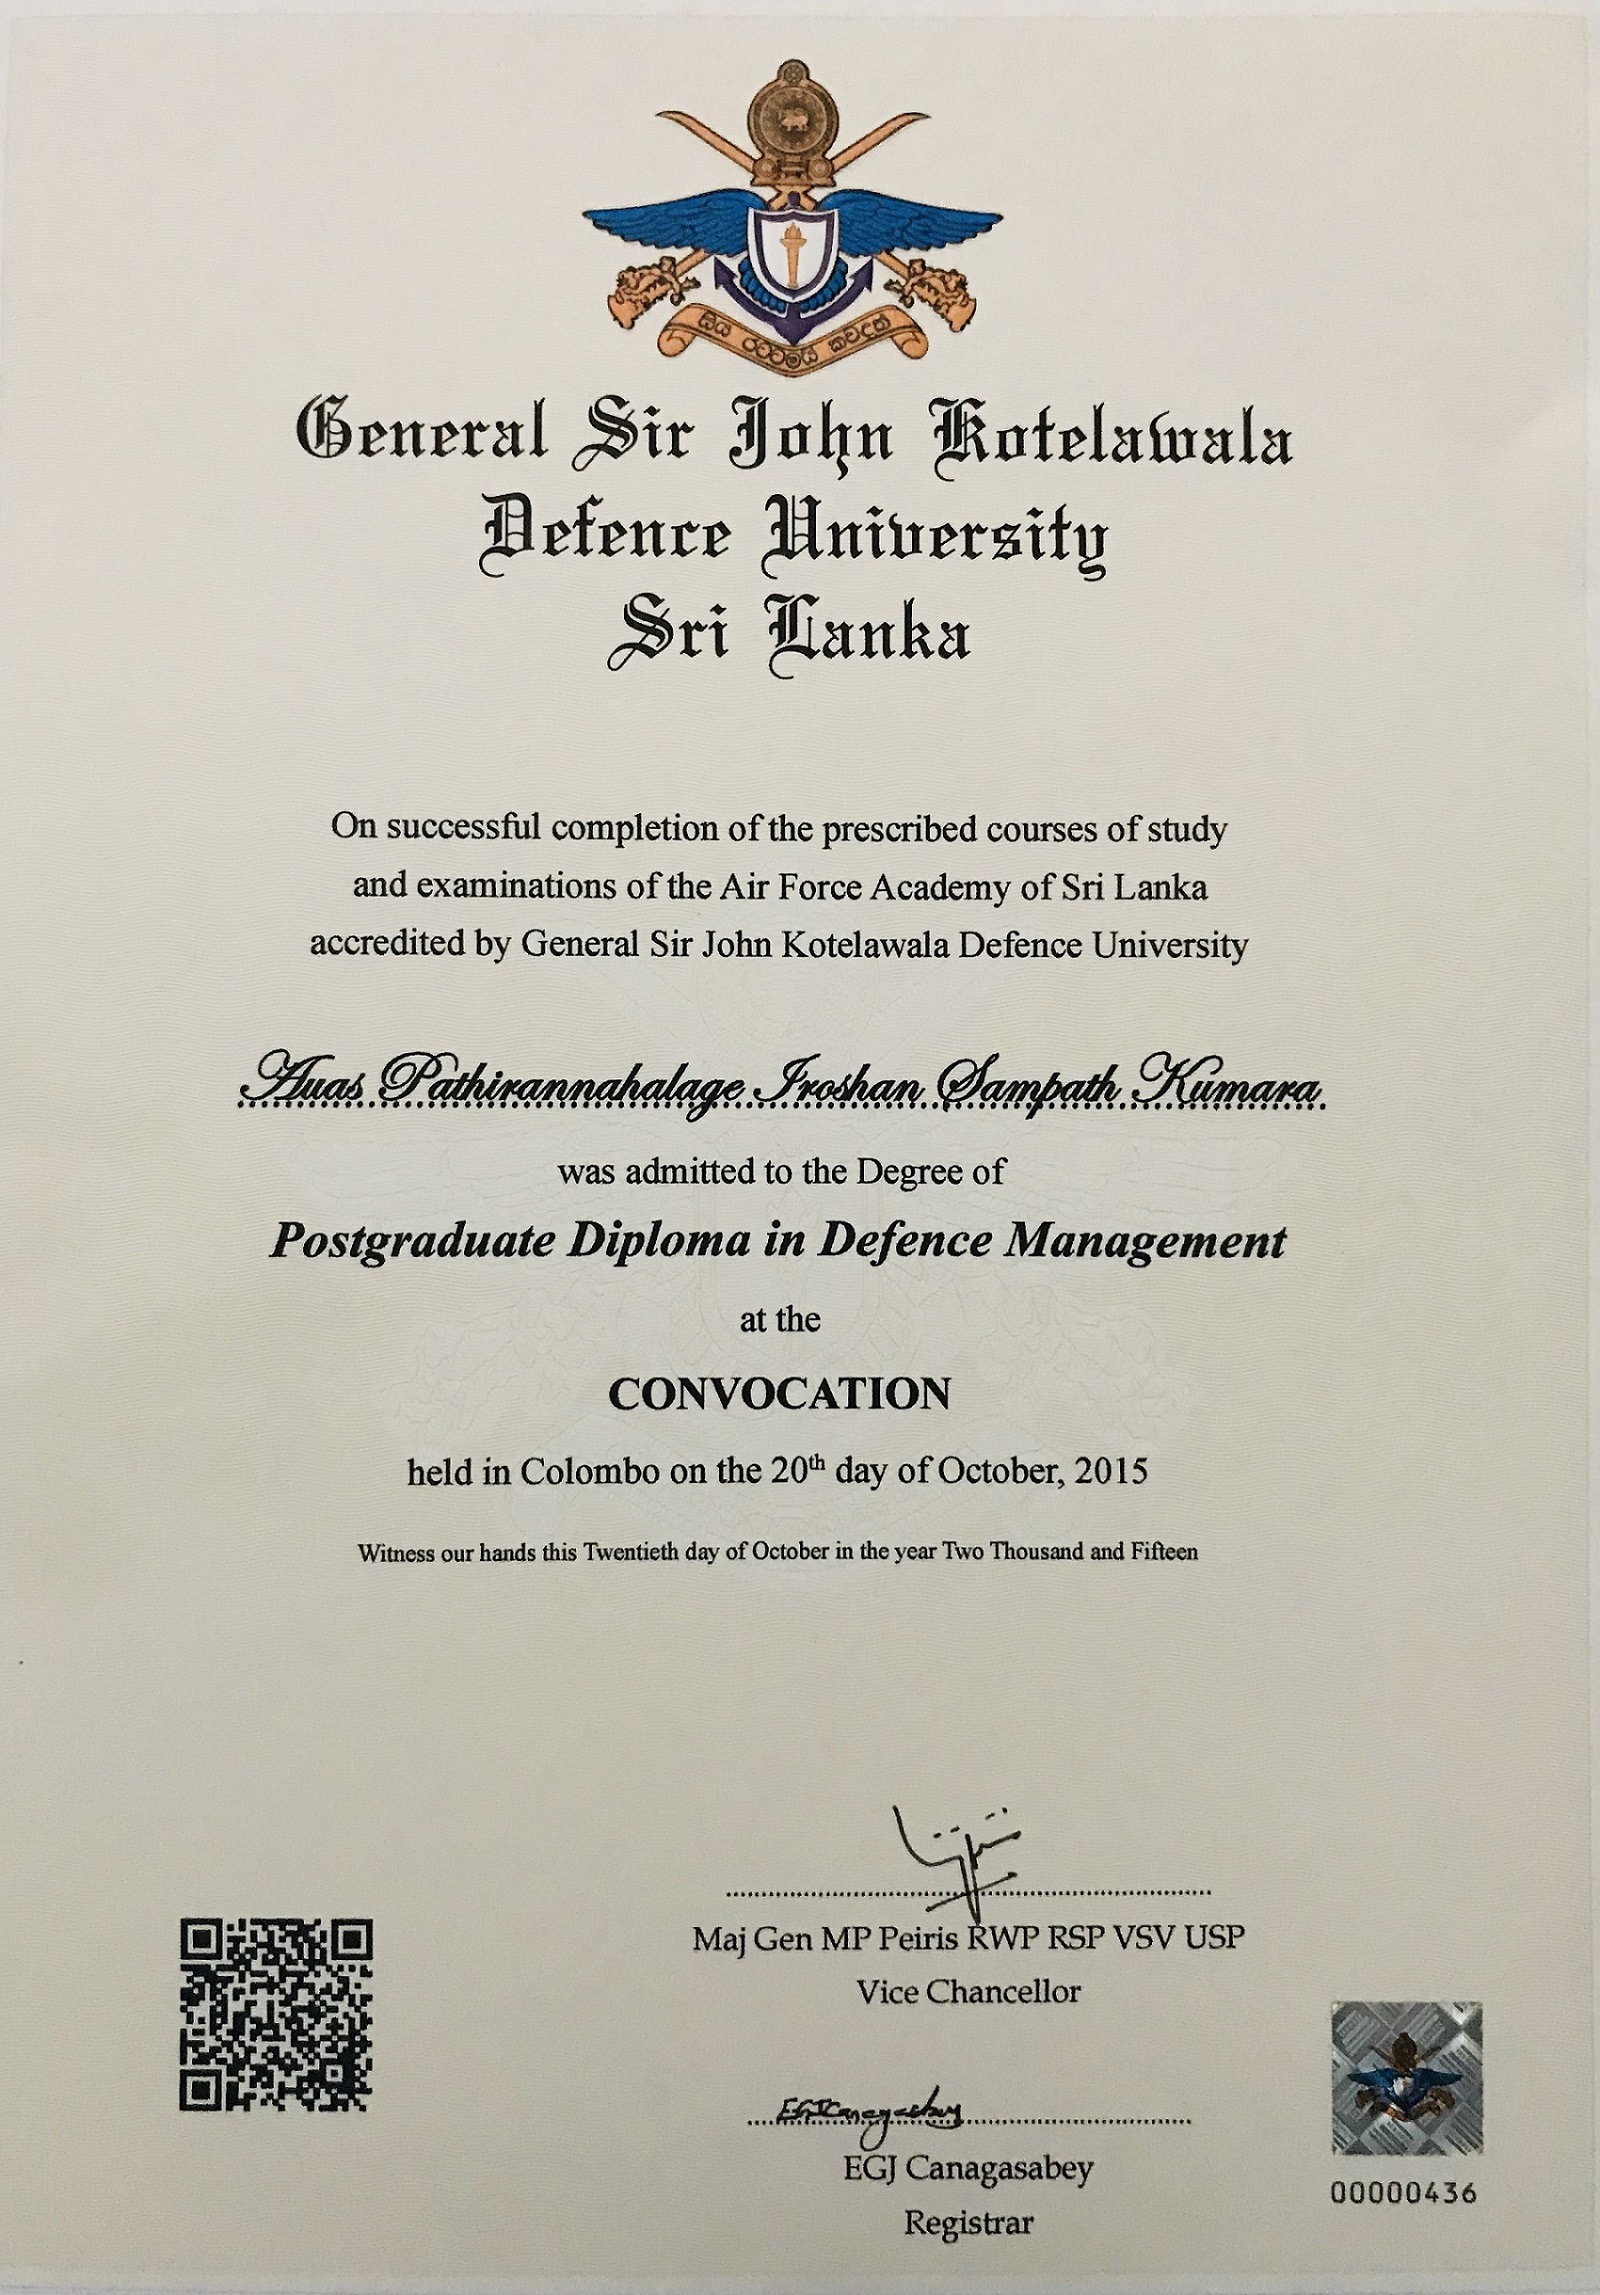 සිය රටටමයි කවදත්
General Sir John Kotelawala
Defence University
Sri Lanka
On successful completion of the prescribed courses of study
and examinations of the Air Force Academy of Sri Lanka
accredited by General Sir John Kotelawala Defence University
Auas Pathirannahalage Iroshan Sampath Kumara
was admitted to the Degree of
Postgraduate Diploma in Defence Management
at the
CONVOCATION
held in Colombo on the 20th day of October, 2015
Witness our hands this Twentieth day of October in the year Two Thousand and Fifteen
Maj Gen MP Peiris RWP RSP VSV USP
Vice Chancellor
EGJCanagasabey
EGJ Canagasabey
Registrar
00000436